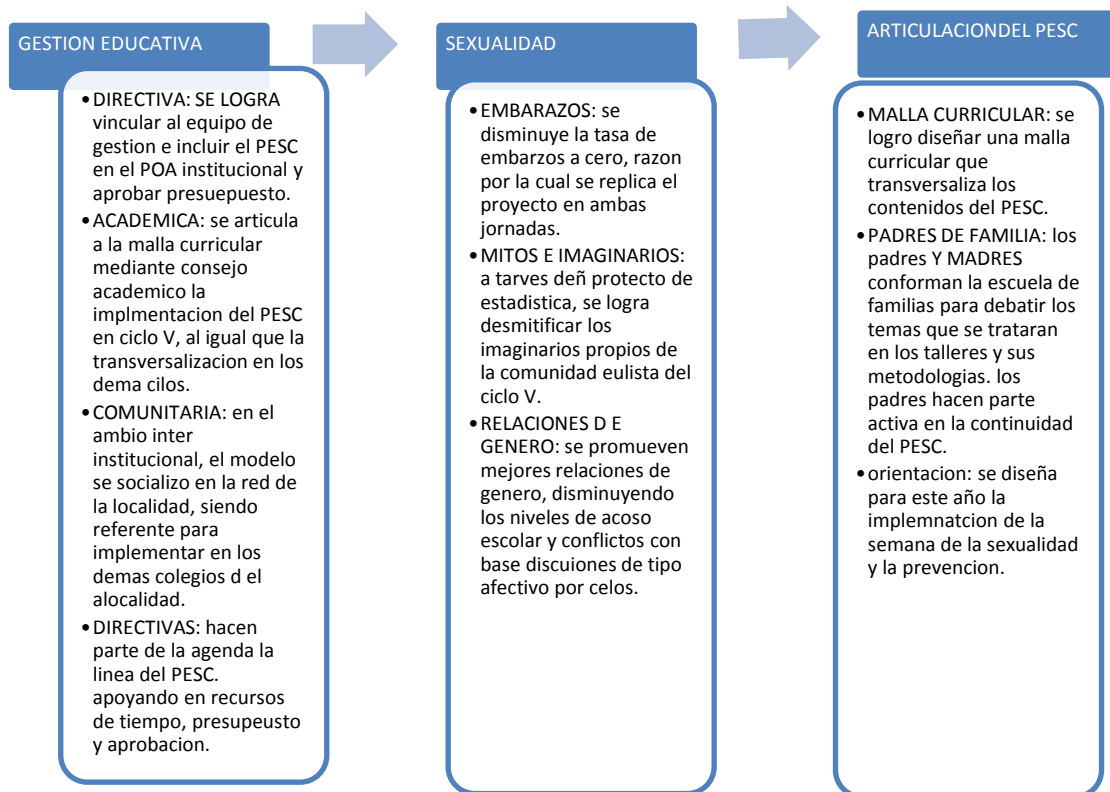 GESTION EDUCATIVA
•DIRECTIVA: SE LOGRA
vincular al equipo de
gestion e incluir el PESC
en el POA institucional y
aprobar presuepuesto.
•ACADEMICA: se articula
a la malla curricular
mediante consejo
academico la
implmentacion del PESC
en ciclo V, al igual que la
transversalizacion en los
dema cilos.
•COMUNITARIA: en el
ambio inter
institucional, el modelo
se socializo en la red de
la localidad, siendo
referente para
implementar en los
demas colegios d el
alocalidad.
•DIRECTIVAS: hacen
parte de la agenda la
linea del PESC.
apoyando en recursos
de tiempo, presupeusto
y aprobacion.
SEXUALIDAD
•EMBARAZOS: se
disminuye la tasa de
embarzos a cero, razon
por la cual se replica el
proyecto en ambas
jornadas.
•MITOS E IMAGINARIOS:
a tarves deñ protecto de
estadistica, se logra
desmitificar los
imaginarios propios de
la comunidad eulista del
ciclo V.
•RELACIONES D E
GENERO: se promueven
mejores relaciones de
genero, disminuyendo
los niveles de acoso
escolar y conflictos con
base discuiones de tipo
afectivo por celos.
ARTICULACIONDEL PESC
•MALLA CURRICULAR: se
logro diseñar una malla
curricular que
transversaliza los
contenidos del PESC.
•PADRES DE FAMILIA: los
padres Y MADRES
conforman la escuela de
familias para debatir los
temas que se trataran
en los talleres y sus
metodologias. los
padres hacen parte
activa en la continuidad
del PESC.
•orientacion: se diseña
para este año la
implemnatcion de la
semana de la sexualidad
y la prevencion.